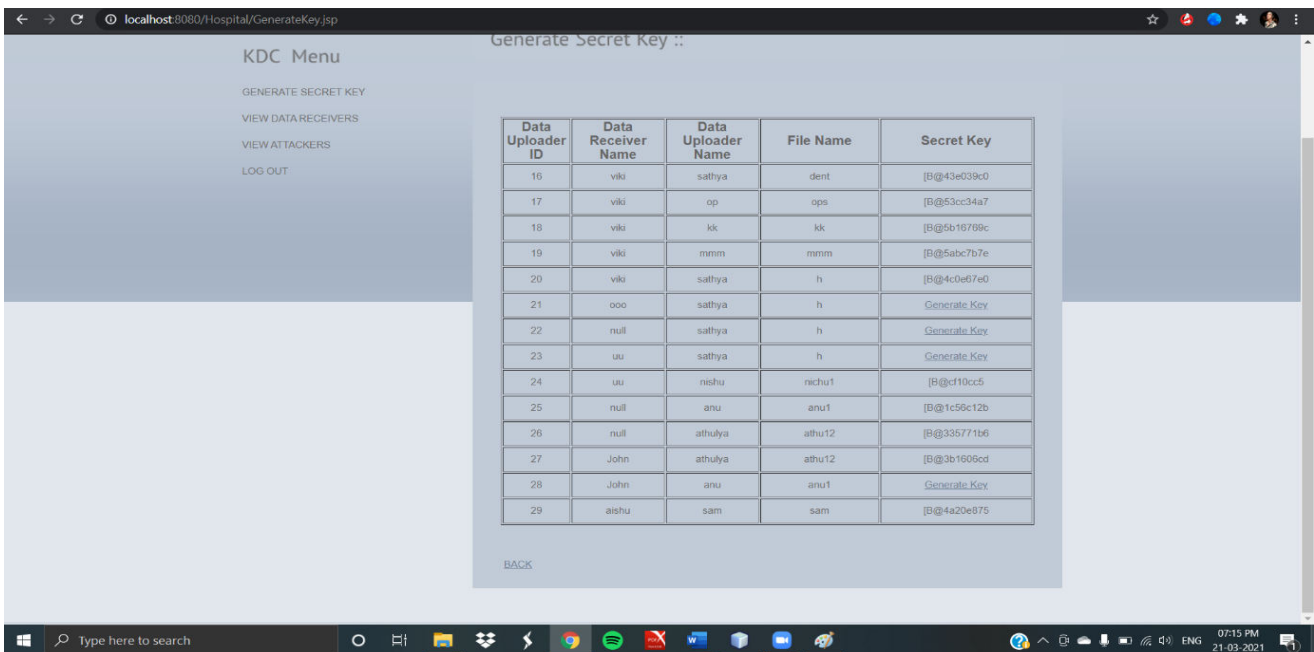 localhost:8080/Hospital/GenerateKey.jsp
Generate Secret Key ::
KDC Menu
GENERATE SECRET KEY
VIEW DATA RECEIVERS
VIEW ATTACKERS
LOG OUT
Data Uploader ID Data Receiver Name Data Uploader Name File Name Secret Key
16 viki sathya dent [B@43e039c0
17 viki op ops [B@53cc34a7
18 viki kk kk [B@5b16769c
19 viki mmm mmm [B@5abc7b7e
20 viki sathya h [B@4c0e67e0
21 ooo sathya h Generate Key
22 null sathya h Generate Key
23 uu sathya h Generate Key
24 uu nishu nichu1 [B@cf10cc5
25 null anu anu1 [B@1c56c12b
26 null athulya athu12 [B@335771b6
27 John athulya athu12 [B@3b1606cd
28 John anu anu1 Generate Key
29 aishu sam sam [B@4a20e875
BACK
Type here to search
ENG
07:15 PM
21-03-2021